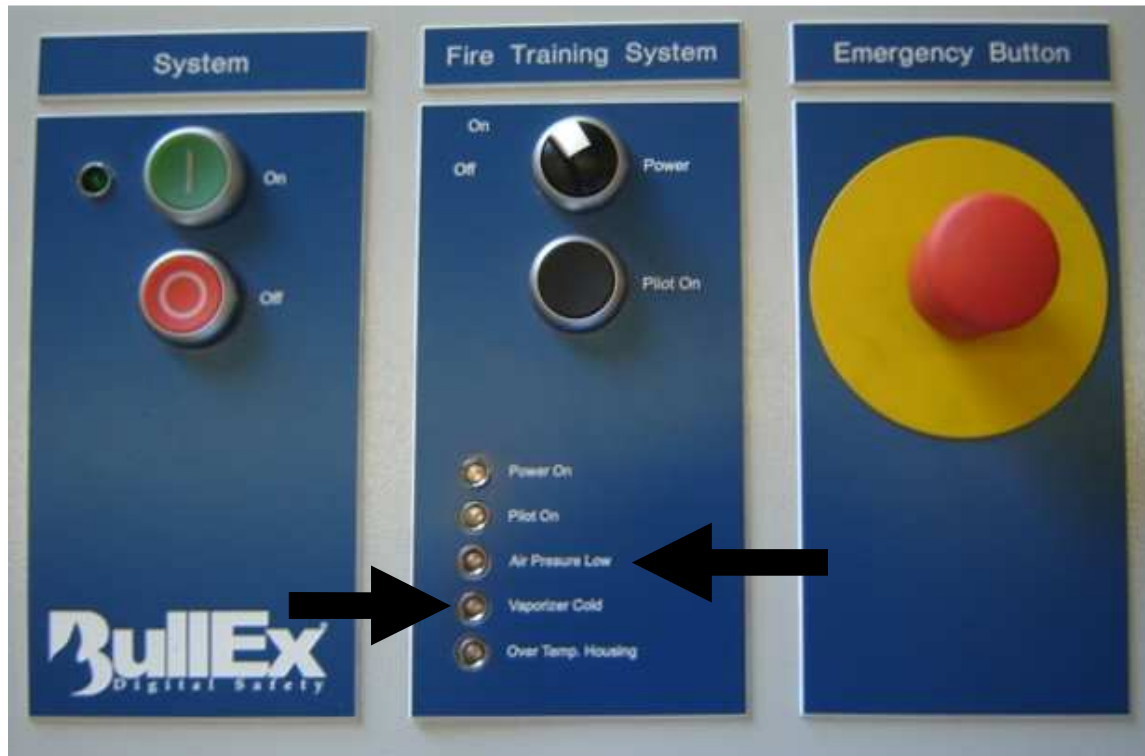 System
On
Off
BullEx
Digital Safety
Fire Training System
On
Off
Power
Pilot On
Power On
Pilot On
Air Presure Low
Vaporizer Cold
Over Temp. Housing
Emergency Button